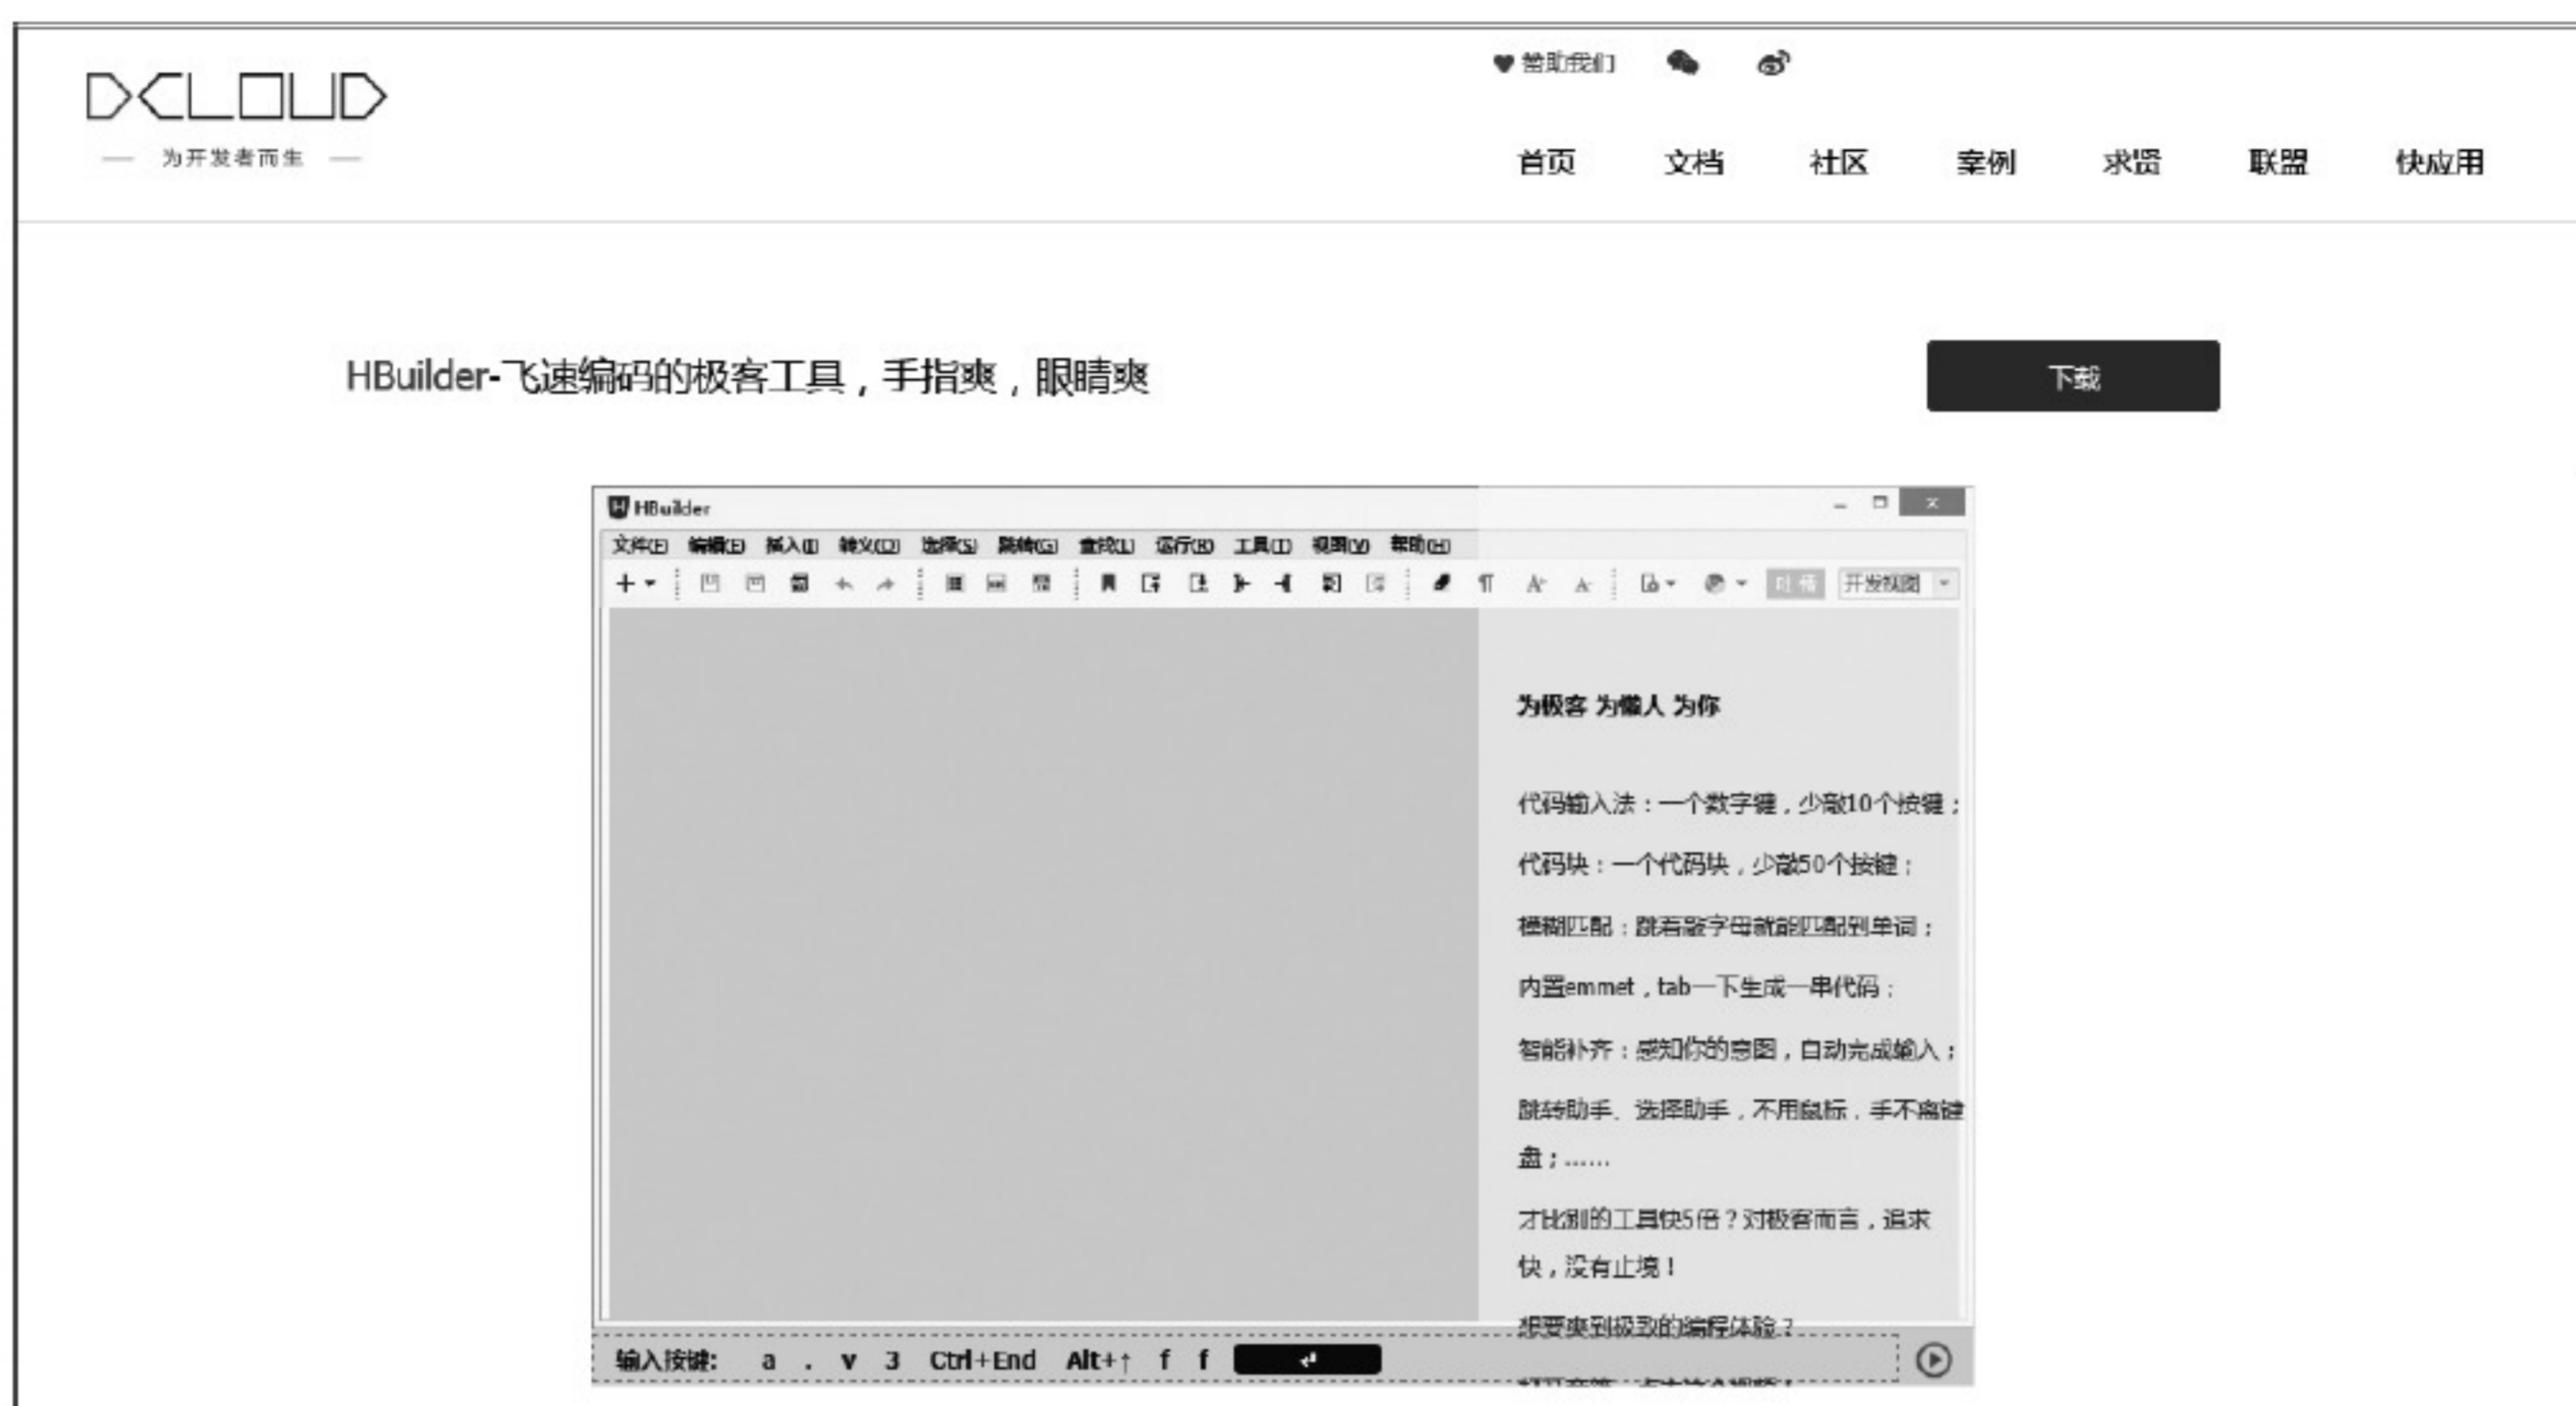 赞助我们
DCLOUD
为开发者而生
首页 文档 社区 案例 求贤 联盟 快应用
HBuilder-飞速编码的极客工具，手指爽，眼睛爽
下载
HBuilder
文件(F) 编辑(E) 插入(I) 转义(O) 选择(S) 跳转(G) 查找(L) 运行(R) 工具(T) 视图(V) 帮助(H)
开发视图
为极客 为懒人 为你
代码输入法：一个数字键，少敲10个按键；
代码块：一个代码块，少敲50个按键；
模糊匹配：跳着敲字母就能匹配到单词；
内置emmet，tab一下生成一串代码；
智能补齐：感知你的意图，自动完成输入；
跳转助手、选择助手，不用鼠标，手不离键
盘；……
才比别的工具快5倍？对极客而言，追求
快，没有止境！
想要爽到极致的编程体验？
输入按键: a . v 3 Ctrl+End Alt+↑ f f